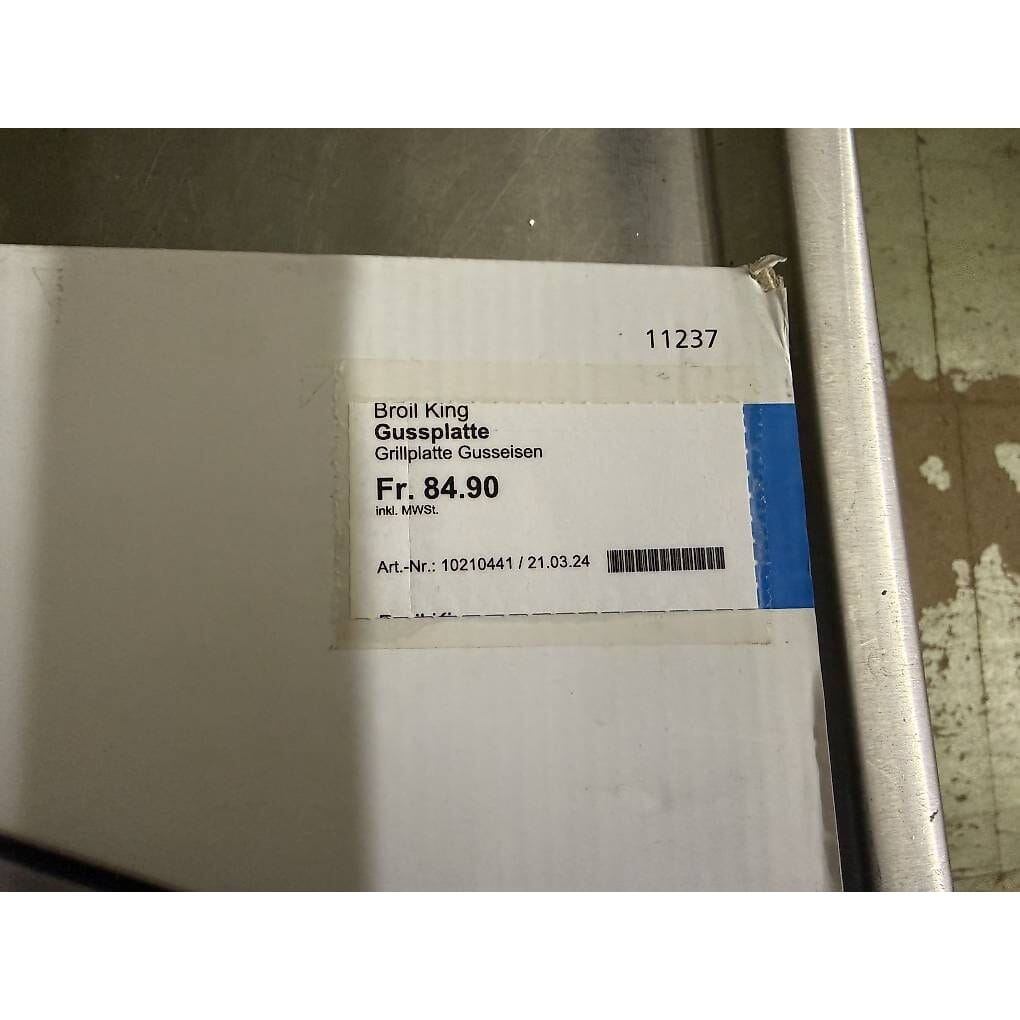 11237
Broil King
Gussplatte
Grillplatte Gusseisen
Fr. 84.90
inkl. MWSt.
Art.-Nr.: 10210441 / 21.03.24